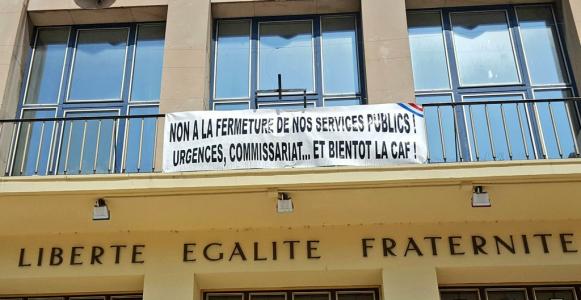 NON A LA FERMETURE DE NOS SERVICES PUBLICS !
URGENCES, COMMISSARIAT... ET BIENTOT LA CAF !
LIBERTE EGALITE FRATERNITE